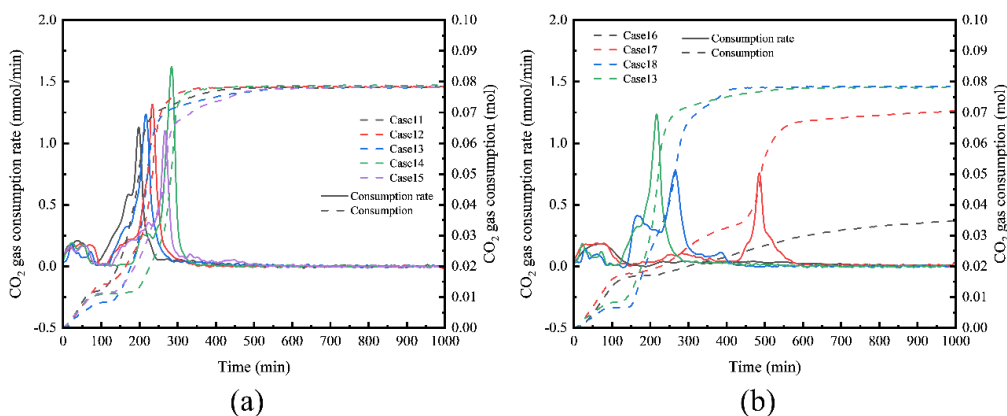 CO₂ gas consumption rate (mmol/min)
2.0
1.5
1.0
0.5
0.0
-0.5
0 100 200 300 400 500 600 700 800 900 1000
Time (min)
0.10
0.09
0.08
0.07
0.06
0.05
0.04
0.03
0.02
0.01
0.00
CO₂ gas consumption (mol)
Case11
Case12
Case13
Case14
Case15
Consumption rate
Consumption
(a)
CO₂ gas consumption rate (mmol/min)
2.0
1.5
1.0
0.5
0.0
-0.5
0 100 200 300 400 500 600 700 800 900 1000
Time (min)
0.10
0.09
0.08
0.07
0.06
0.05
0.04
0.03
0.02
0.01
0.00
CO₂ gas consumption (mol)
Case16
Case17
Case18
Case13
Consumption rate
Consumption
(b)